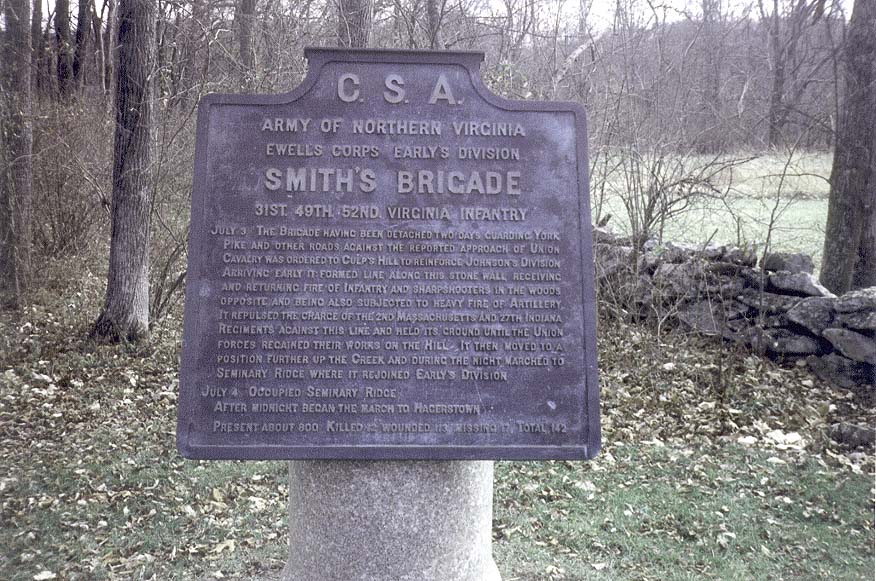 C. S. A.
ARMY OF NORTHERN VIRGINIA
EWELLS CORPS EARLY'S DIVISION
SMITH'S BRIGADE
31ST. 49TH. 52ND. VIRGINIA INFANTRY
JULY 3 THE BRIGADE HAVING BEEN DETACHED TWO DAYS GUARDING YORK
PIKE AND OTHER ROADS AGAINST THE REPORTED APPROACH OF UNION
CAVALRY WAS ORDERED TO CULP'S HILL TO REINFORCE JOHNSON'S DIVISION
ARRIVING EARLY IT FORMED LINE ALONG THIS STONE WALL RECEIVING
AND RETURNING FIRE OF INFANTRY AND SHARPSHOOTERS IN THE WOODS
OPPOSITE AND BEING ALSO SUBJECTED TO HEAVY FIRE OF ARTILLERY
IT REPULSED THE CHARGE OF THE 2ND MASSACHUSETTS AND 27TH INDIANA
REGIMENTS AGAINST THIS LINE AND HELD ITS GROUND UNTIL THE UNION
FORCES REGAINED THEIR WORKS ON THE HILL. IT THEN MOVED TO A
POSITION FURTHER UP THE CREEK AND DURING THE NIGHT MARCHED TO
SEMINARY RIDGE WHERE IT REJOINED EARLY'S DIVISION
JULY 4 OCCUPIED SEMINARY RIDGE
AFTER MIDNIGHT BEGAN THE MARCH TO HAGERSTOWN
PRESENT ABOUT 800 KILLED 12 WOUNDED 113 MISSING 17 TOTAL 142